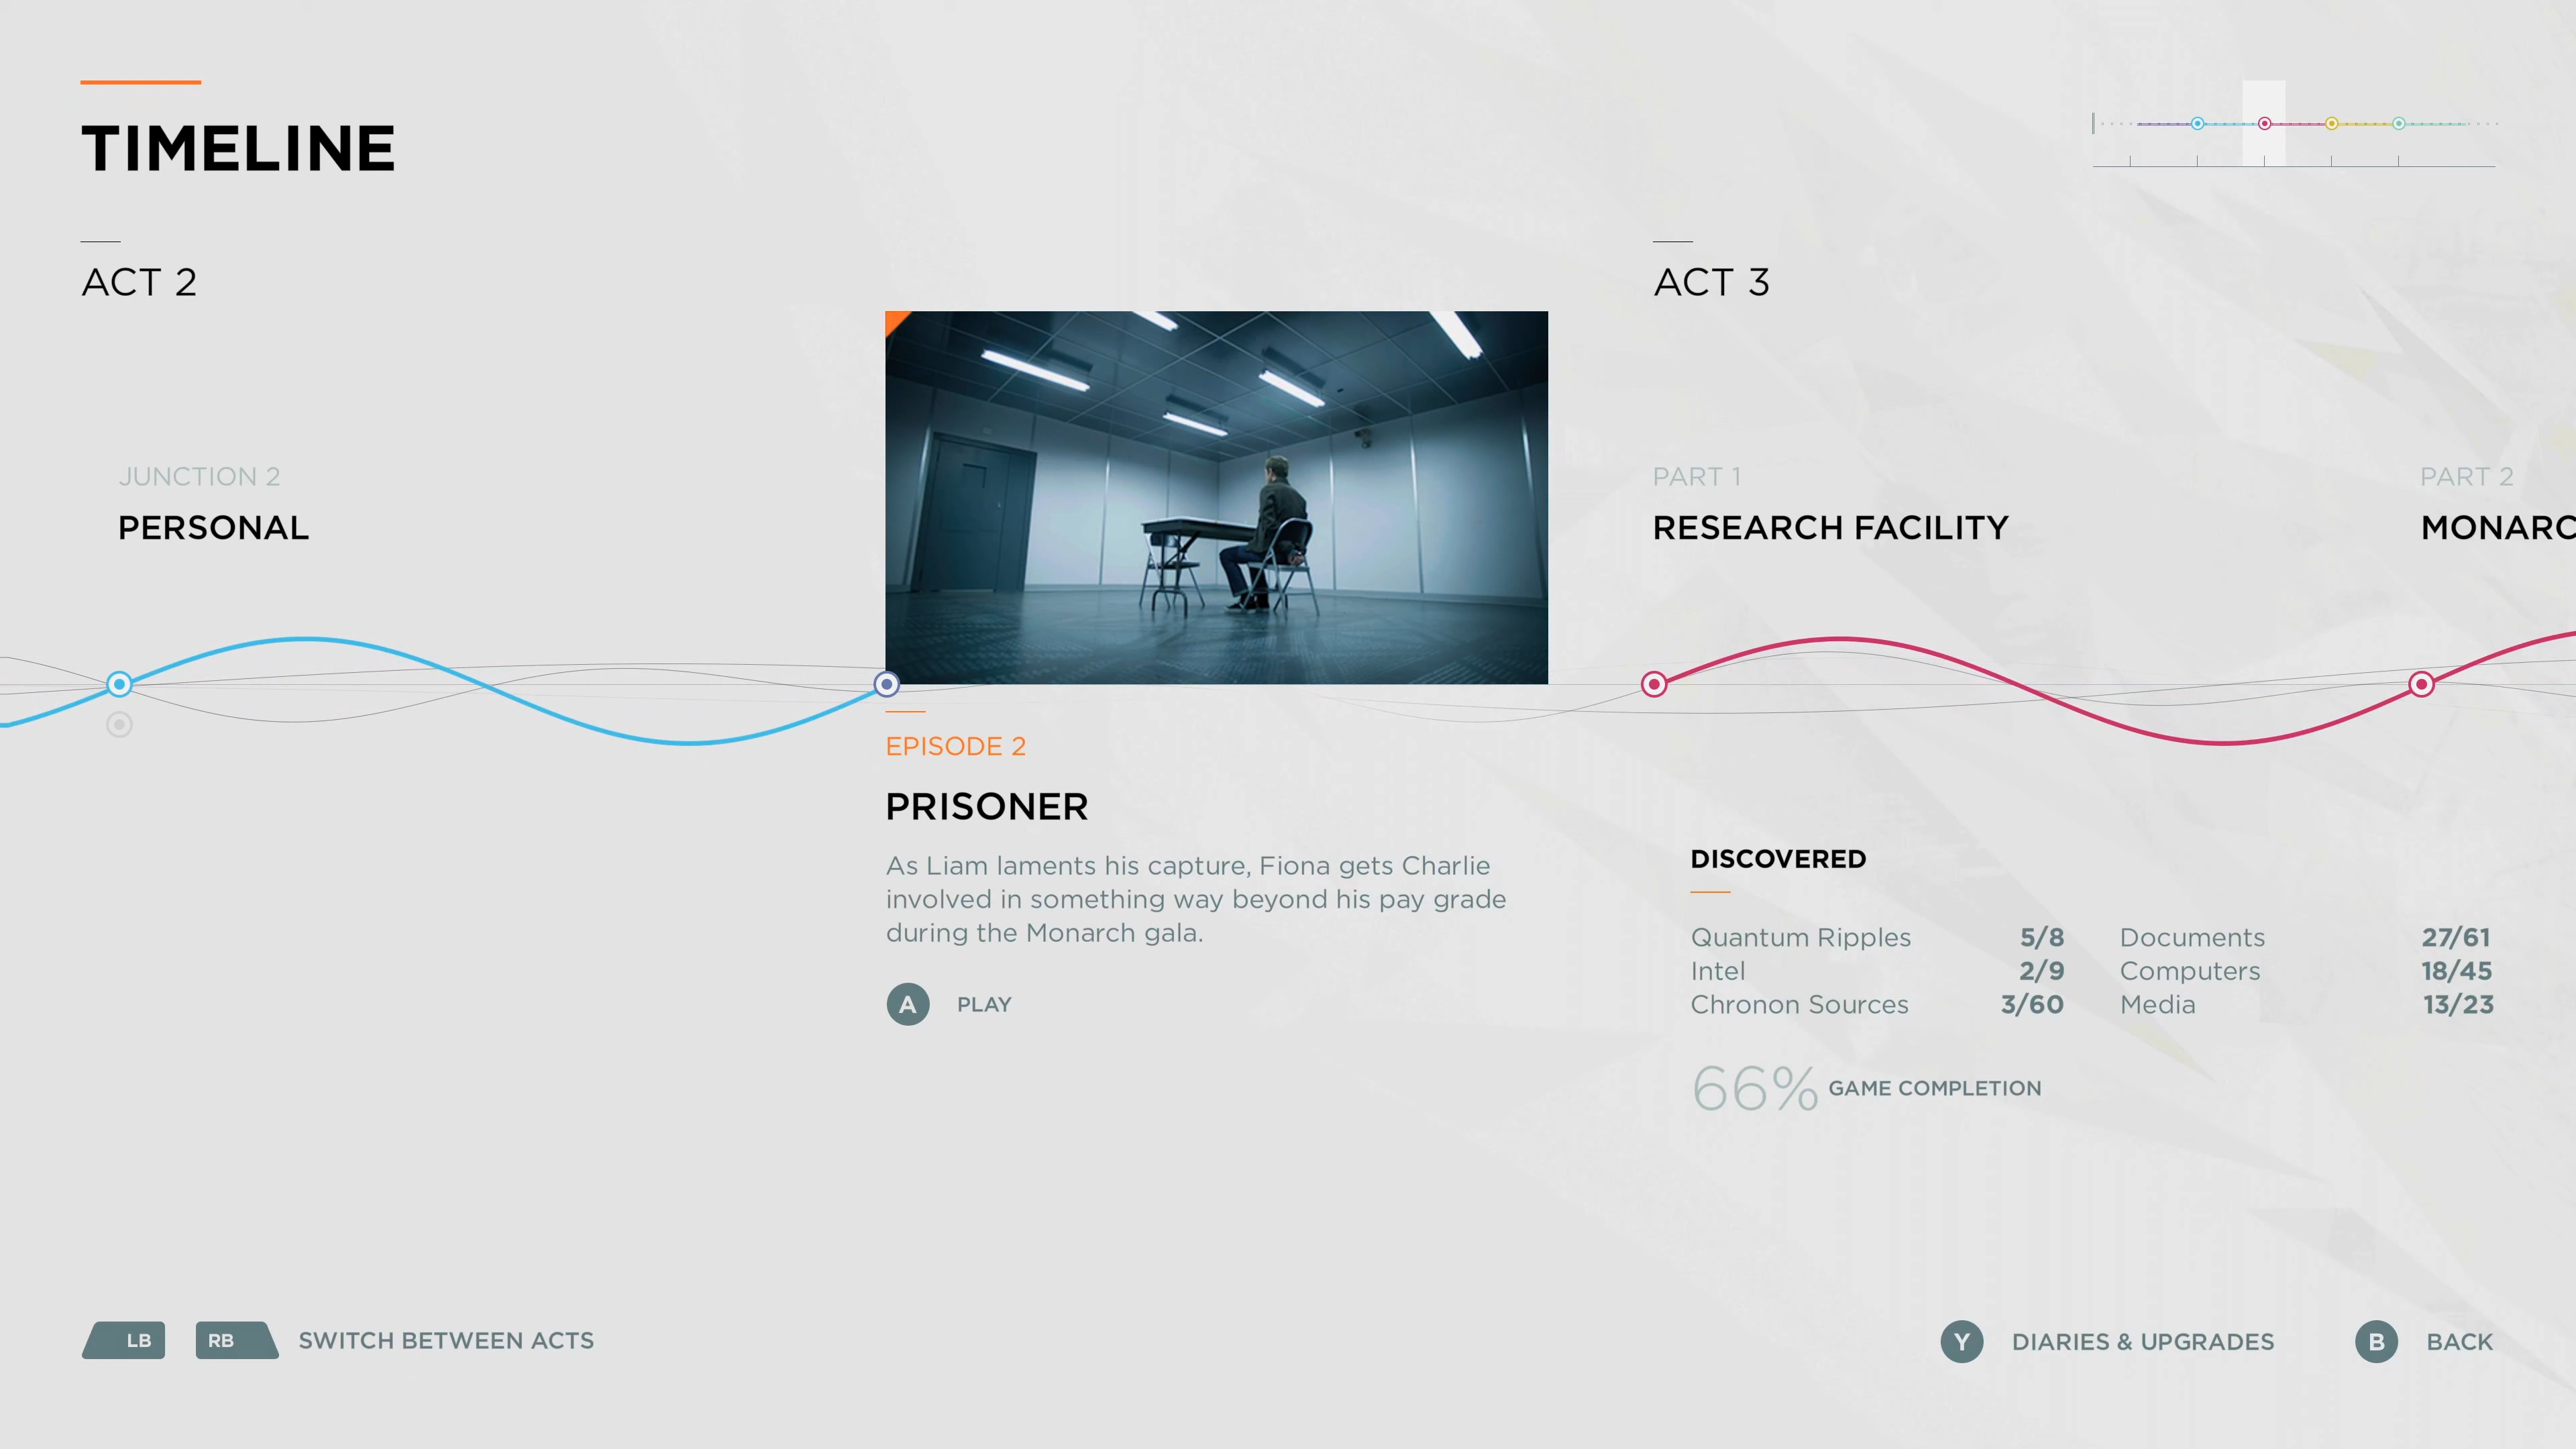 TIMELINE
ACT 2
ACT 3
JUNCTION 2
PERSONAL
PART 1
RESEARCH FACILITY
PART 2
MONARC
EPISODE 2
PRISONER
As Liam laments his capture, Fiona gets Charlie
involved in something way beyond his pay grade
during the Monarch gala.
A PLAY
DISCOVERED
Quantum Ripples 5/8 Documents 27/61
Intel 2/9 Computers 18/45
Chronon Sources 3/60 Media 13/23
66% GAME COMPLETION
LB RB SWITCH BETWEEN ACTS
Y DIARIES & UPGRADES B BACK